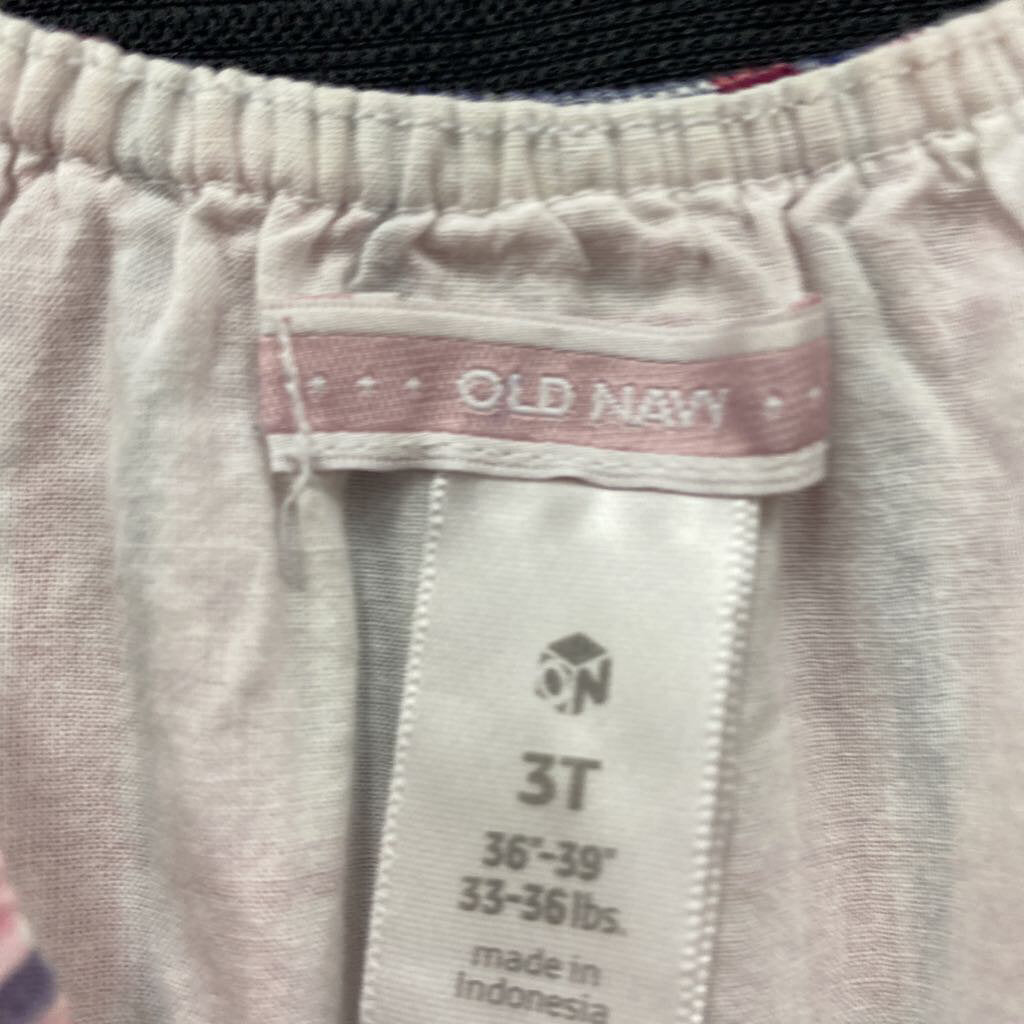 OLD NAVY
ON
3T
36"-39"
33-36 lbs.
made in
Indonesia